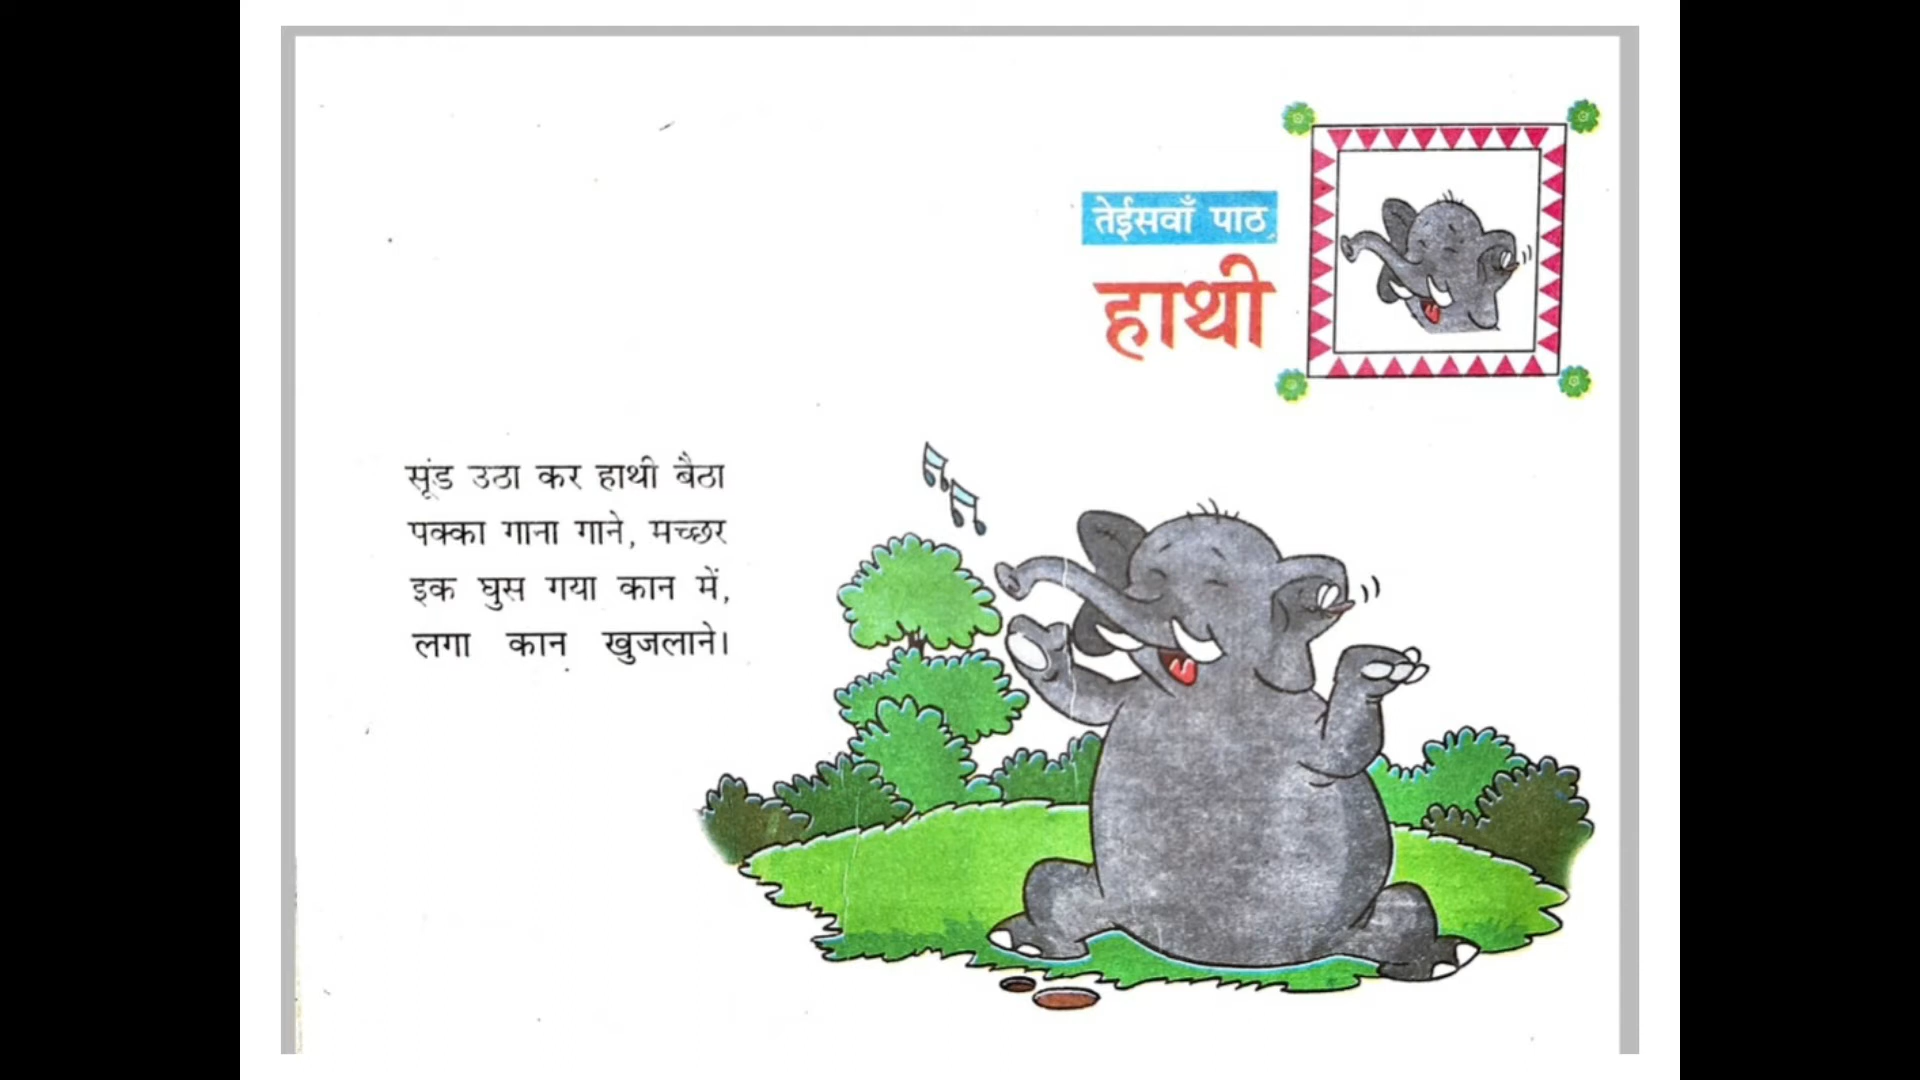 तेईसवाँ पाठ
हाथी
सूंड उठा कर हाथी बैठा
पक्का गाना गाने, मच्छर
इक घुस गया कान में,
लगा कान खुजलाने।